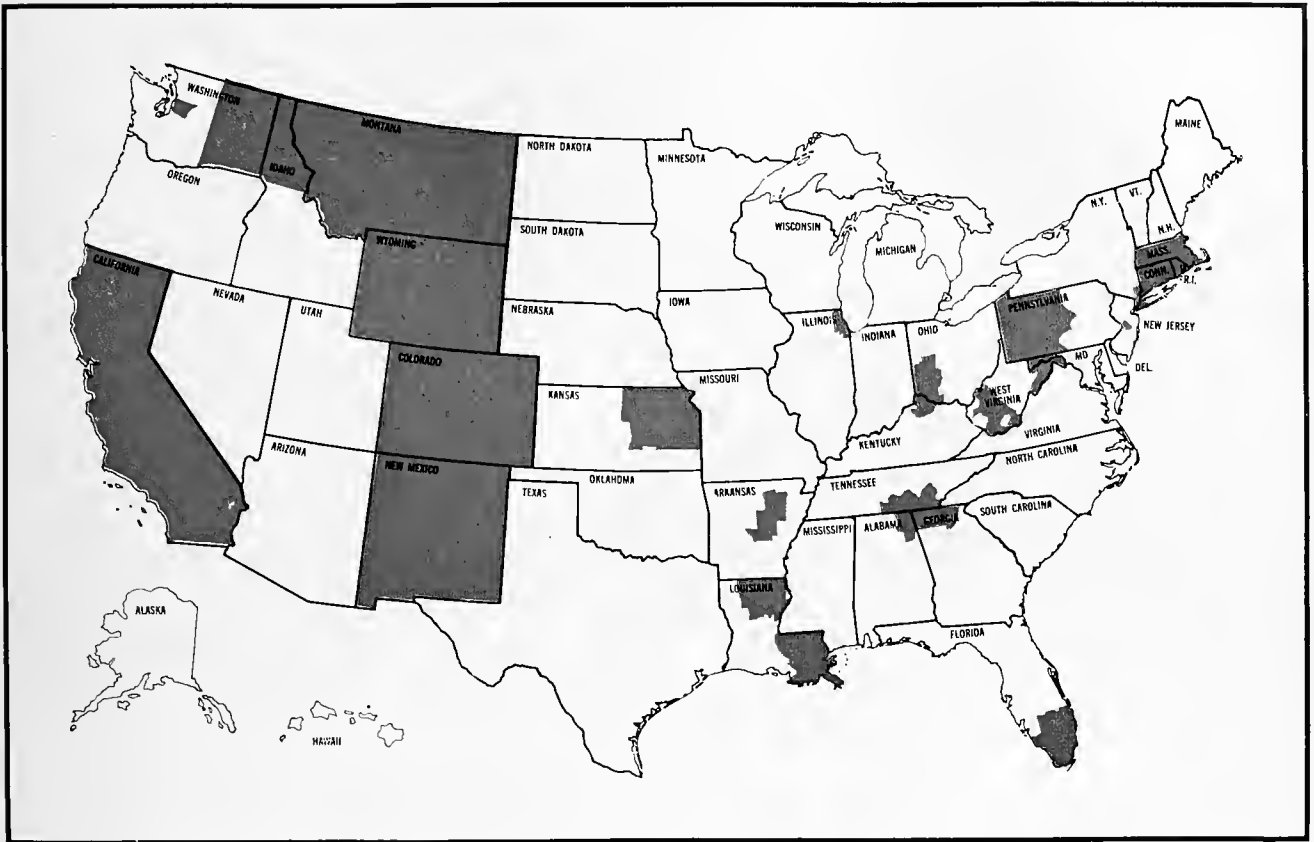 WASHINGTON
MONTANA
IDAHO
OREGON
NORTH DAKOTA
MINNESOTA
SOUTH DAKOTA
WYOMING
WISCONSIN
MICHIGAN
MAINE
N.Y.
VT.
N.H.
MASS.
CONN.
R.I.
CALIFORNIA
NEVADA
UTAH
COLORADO
NEBRASKA
IOWA
ILLINOIS
INDIANA
OHIO
PENNSYLVANIA
NEW JERSEY
MD
DEL.
KANSAS
MISSOURI
WEST
VIRGINIA
VIRGINIA
KENTUCKY
NORTH CAROLINA
ARIZONA
NEW MEXICO
TEXAS
OKLAHOMA
ARKANSAS
TENNESSEE
SOUTH CAROLINA
MISSISSIPPI
ALABAMA
GEORGIA
LOUISIANA
FLORIDA
ALASKA
HAWAII